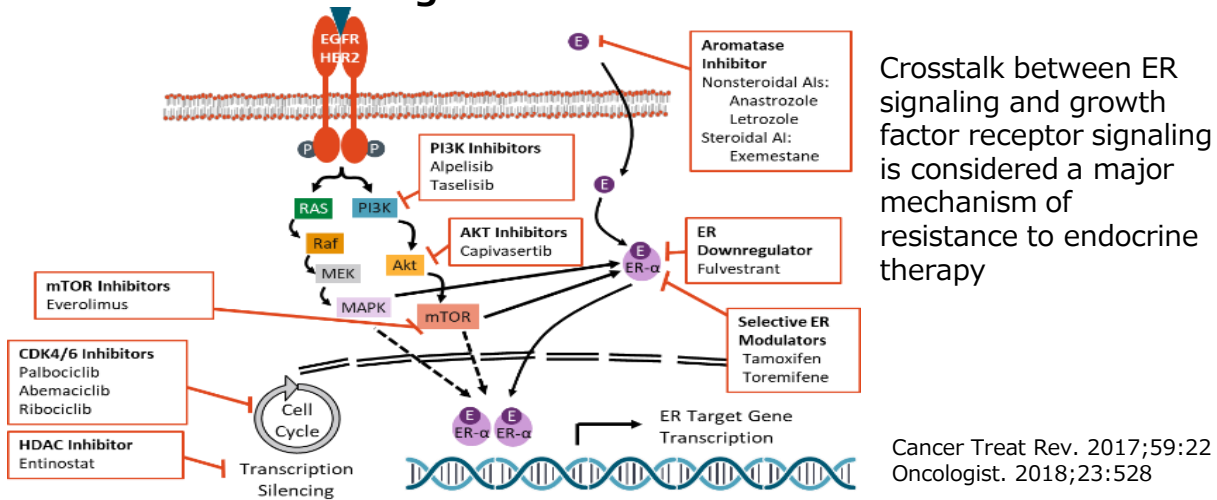 EGFR
HER2
P
P
RAS
PI3K
Raf
MEK
Akt
MAPK
mTOR
PI3K Inhibitors
Alpelisib
Taselisib
AKT Inhibitors
Capivasertib
mTOR Inhibitors
Everolimus
CDK4/6 Inhibitors
Palbociclib
Abemaciclib
Ribociclib
HDAC Inhibitor
Entinostat
Cell
Cycle
Transcription
Silencing
E
Aromatase
Inhibitor
Nonsteroidal AIs:
Anastrozole
Letrozole
Steroidal AI:
Exemestane
E
E
ER-α
ER
Downregulator
Fulvestrant
Selective ER
Modulators
Tamoxifen
Toremifene
E
ER-α
E
ER-α
ER Target Gene
Transcription
Crosstalk between ER
signaling and growth
factor receptor signaling
is considered a major
mechanism of
resistance to endocrine
therapy
Cancer Treat Rev. 2017;59:22
Oncologist. 2018;23:528